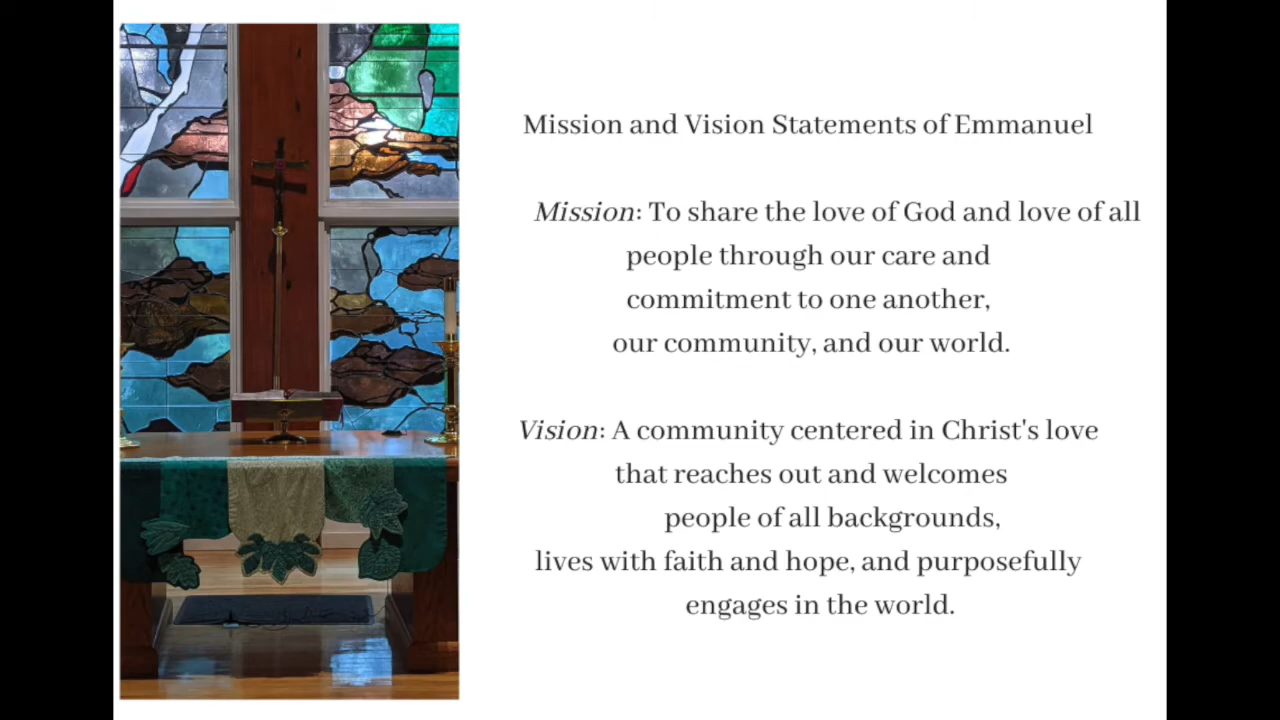 Mission and Vision Statements of Emmanuel
Mission: To share the love of God and love of all
people through our care and
commitment to one another,
our community, and our world.
Vision: A community centered in Christ's love
that reaches out and welcomes
people of all backgrounds,
lives with faith and hope, and purposefully
engages in the world.